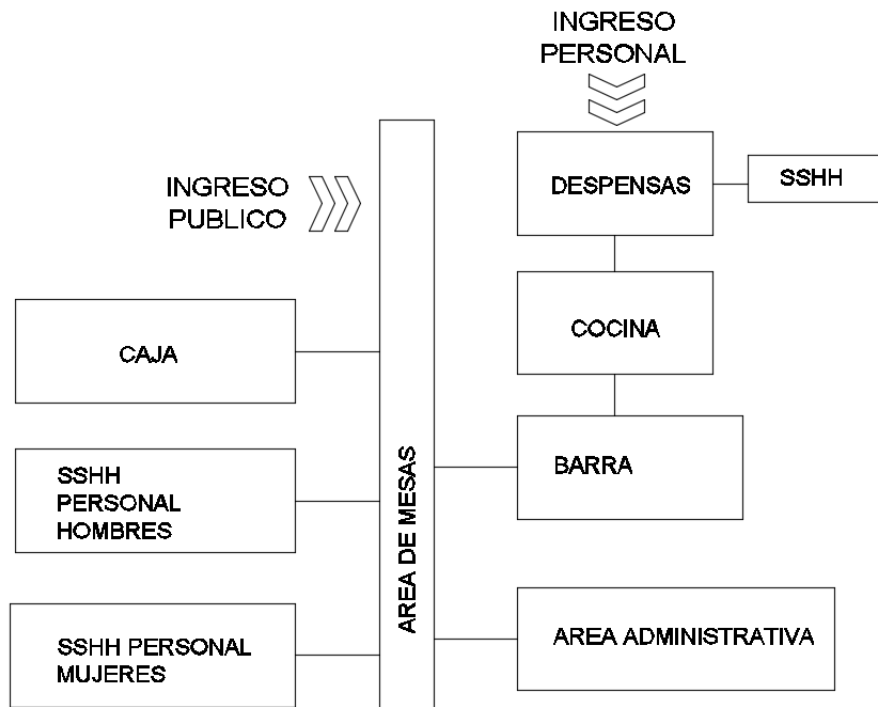 INGRESO
PERSONAL
INGRESO
PUBLICO
DESPENSAS
SSHH
COCINA
CAJA
BARRA
SSHH
PERSONAL
HOMBRES
AREA DE MESAS
SSHH PERSONAL
MUJERES
AREA ADMINISTRATIVA